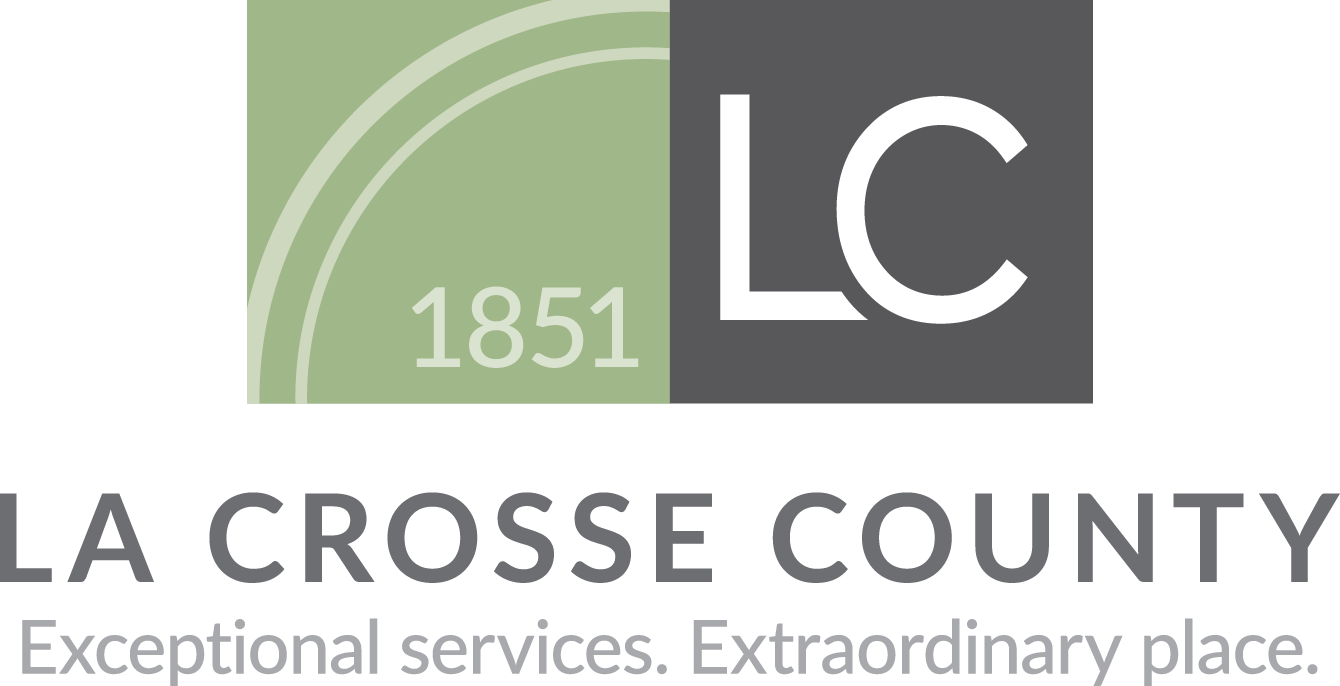 1851
LC
LA CROSSE COUNTY
Exceptional services. Extraordinary place.